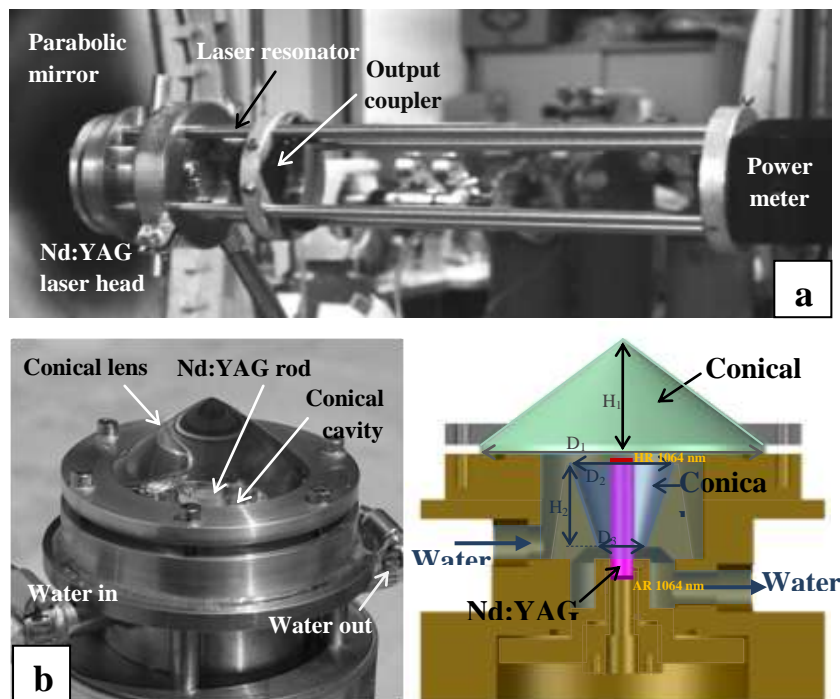 Parabolic
mirror
Laser resonator
Output
coupler
Power
meter
Nd:YAG
laser head
a
Conical lens
Nd:YAG rod
Conical
cavity
Water in
Water out
b
Conical
H1
D1
HR 1064 nm
D2
Conica
H2
D3
Water
AR 1064 nm
Water
Nd:YAG